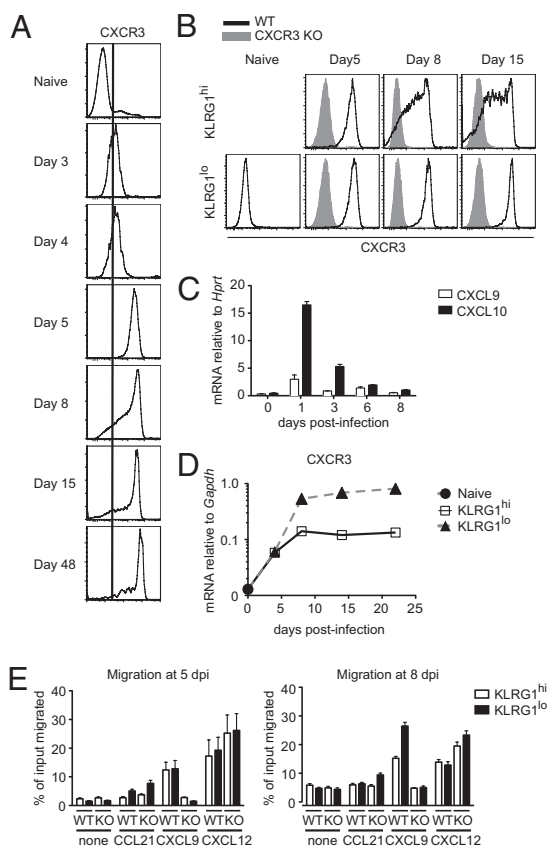 A
CXCR3
Naive
Day 3
Day 4
Day 5
Day 8
Day 15
Day 48
B
WT
CXCR3 KO
Naive
Day5
Day 8
Day 15
KLRG1hi
KLRG1lo
CXCR3
C
mRNA relative to Hprt
20
15
10
5
0
0 1 3 6 8
days post-infection
CXCL9
CXCL10
D
CXCR3
mRNA relative to Gapdh
1.0
0.1
0
0 5 10 15 20 25
days post-infection
Naive
KLRG1hi
KLRG1lo
E
Migration at 5 dpi
% of input migrated
40
30
20
10
0
WT KO WT KO WT KO WT KO
none CCL21 CXCL9 CXCL12
Migration at 8 dpi
% of input migrated
40
30
20
10
0
WT KO WT KO WT KO WT KO
none CCL21 CXCL9 CXCL12
KLRG1hi
KLRG1lo